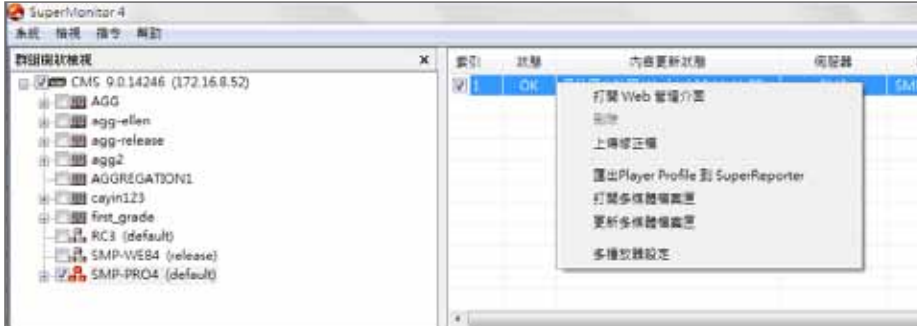 SuperMonitor 4
系統 檢視 指令 幫助
群組樹狀檢視 x
CMS 9.0.14246 (172.16.8.52)
AGG
agg-ellen
agg-release
agg2
AGGREGATION1
cayin123
first_grade
RC3 (default)
SMP-WEB4 (release)
SMP-PRO4 (default)
索引 狀態 內容更新狀態 伺服器
1 OK SM
打開 Web 管理介面
刪除
上傳修正檔
匯出Player Profile 到 SuperReporter
打開多媒體檔案匣
更新多媒體檔案匣
多播放器設定